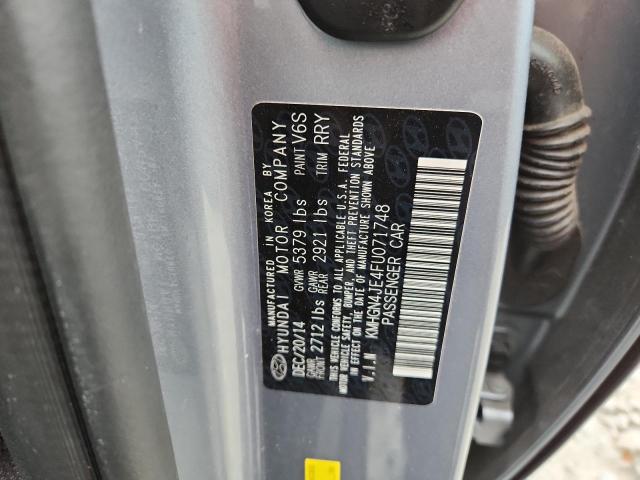 MANUFACTURED IN KOREA BY
HYUNDAI MOTOR COMPANY
DEC/20/14 GVWR 5379 lbs PAINT V6S
GAWR FRONT 2712 lbs GAWR REAR 2921 lbs TRIM RRY
THIS VEHICLE CONFORMS TO ALL APPLICABLE U.S.A. FEDERAL
MOTOR VEHICLE SAFETY, BUMPER, AND THEFT PREVENTION STANDARDS
IN EFFECT ON THE DATE OF MANUFACTURE SHOWN ABOVE
V.I.N KMHGN4JE4FU071748
PASSENGER CAR